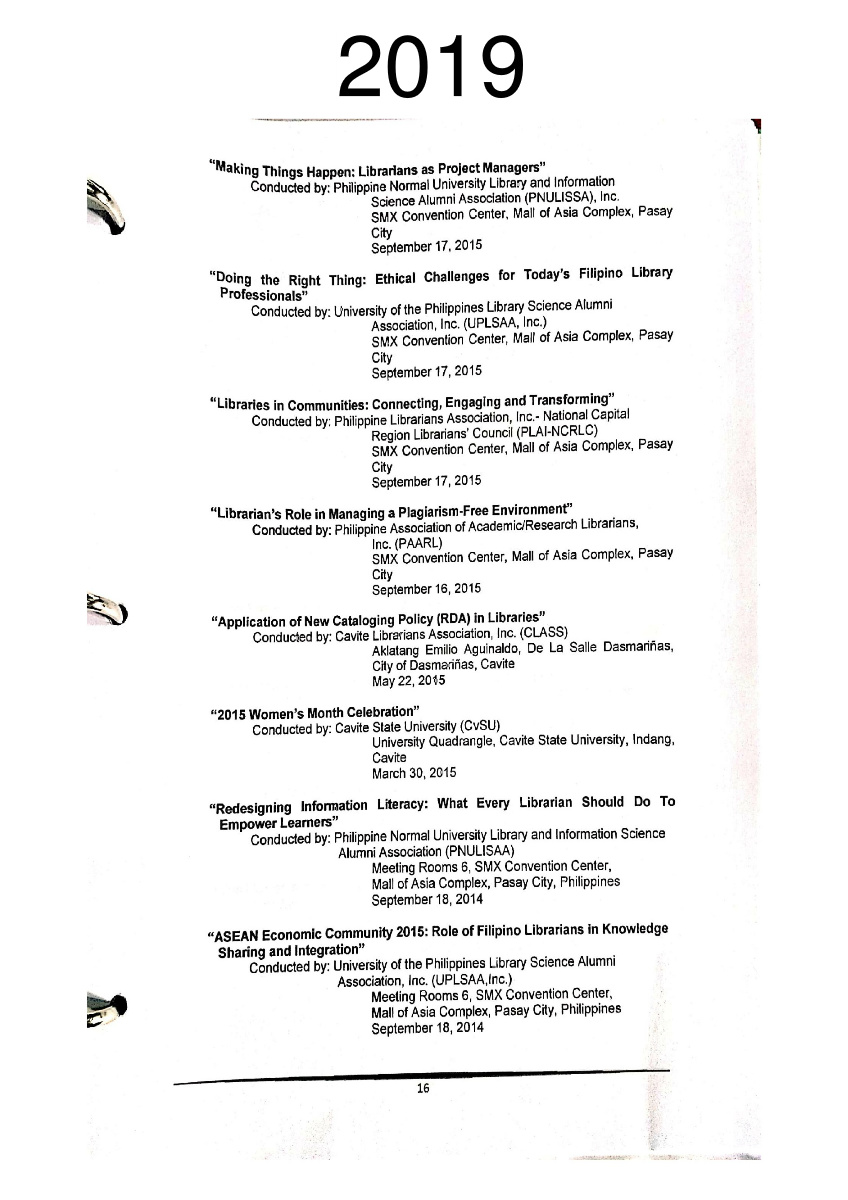 2019
“Making Things Happen: Librarians as Project Managers”
Conducted by: Philippine Normal University Library and Information
Science Alumni Association (PNULISSA), Inc.
SMX Convention Center, Mall of Asia Complex, Pasay
City
September 17, 2015
“Doing the Right Thing: Ethical Challenges for Today’s Filipino Library
Professionals”
Conducted by: University of the Philippines Library Science Alumni
Association, Inc. (UPLSAA, Inc.)
SMX Convention Center, Mall of Asia Complex, Pasay
City
September 17, 2015
“Libraries in Communities: Connecting, Engaging and Transforming”
Conducted by: Philippine Librarians Association, Inc.- National Capital
Region Librarians’ Council (PLAI-NCRLC)
SMX Convention Center, Mall of Asia Complex, Pasay
City
September 17, 2015
“Librarian’s Role in Managing a Plagiarism-Free Environment”
Conducted by: Philippine Association of Academic/Research Librarians,
Inc. (PAARL)
SMX Convention Center, Mall of Asia Complex, Pasay
City
September 16, 2015
“Application of New Cataloging Policy (RDA) in Libraries”
Conducted by: Cavite Librarians Association, Inc. (CLASS)
Aklatang Emilio Aguinaldo, De La Salle Dasmariñas,
City of Dasmariñas, Cavite
May 22, 2015
“2015 Women’s Month Celebration”
Conducted by: Cavite State University (CvSU)
University Quadrangle, Cavite State University, Indang,
Cavite
March 30, 2015
“Redesigning Information Literacy: What Every Librarian Should Do To
Empower Learners”
Conducted by: Philippine Normal University Library and Information Science
Alumni Association (PNULISAA)
Meeting Rooms 6, SMX Convention Center,
Mall of Asia Complex, Pasay City, Philippines
September 18, 2014
“ASEAN Economic Community 2015: Role of Filipino Librarians in Knowledge
Sharing and Integration”
Conducted by: University of the Philippines Library Science Alumni
Association, Inc. (UPLSAA,Inc.)
Meeting Rooms 6, SMX Convention Center,
Mall of Asia Complex, Pasay City, Philippines
September 18, 2014
16